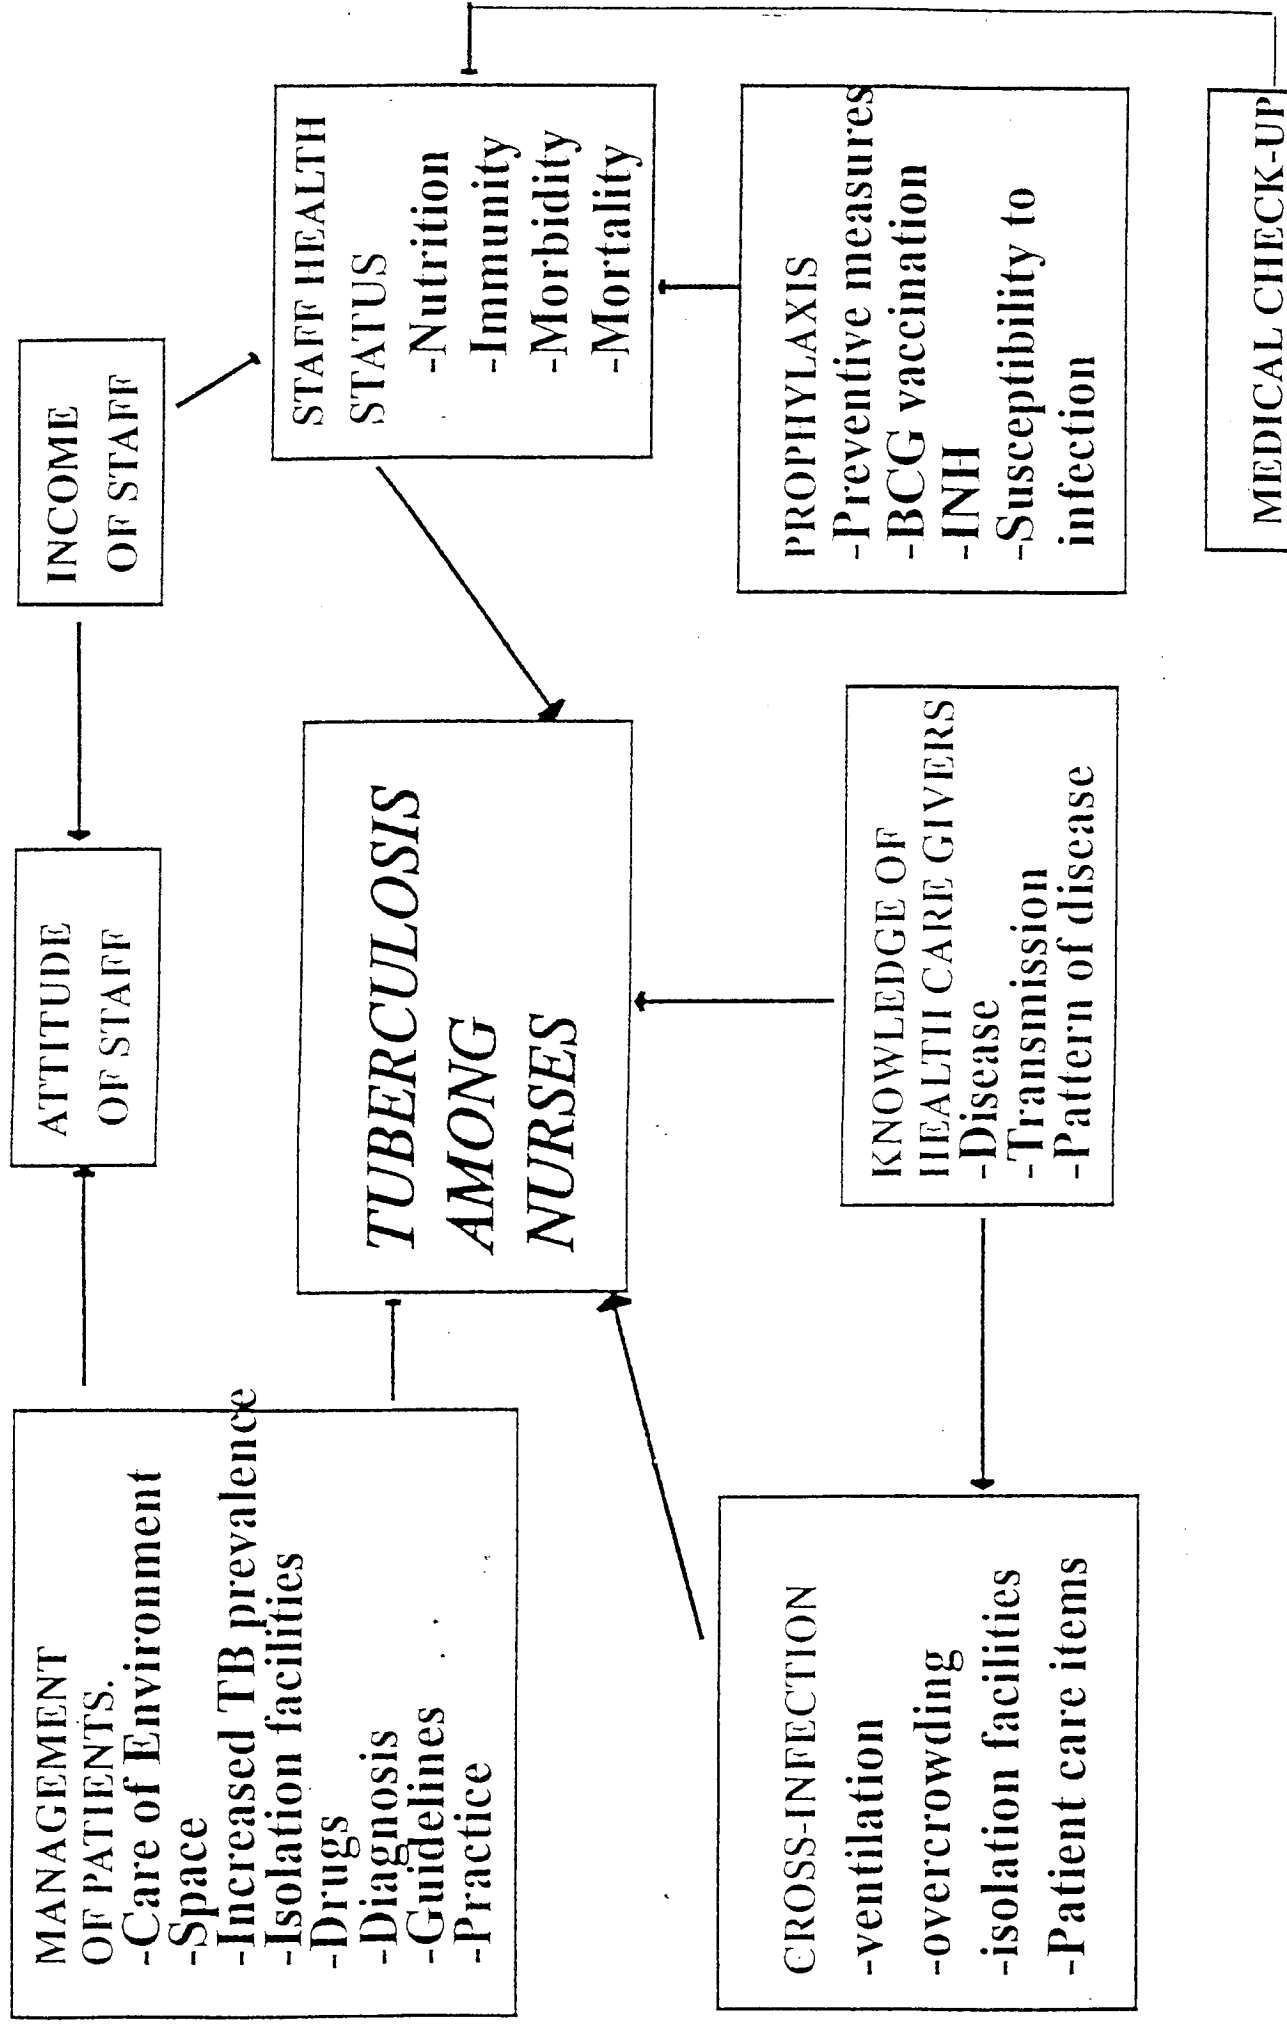 MANAGEMENT
OF PATIENTS.
-Care of Environment
-Space
-Increased TB prevalence
-Isolation facilities
-Drugs
-Diagnosis
-Guidelines
-Practice
ATTITUDE
OF STAFF
INCOME
OF STAFF
TUBERCULOSIS
AMONG
NURSES
STAFF HEALTH
STATUS
-Nutrition
-Immunity
-Morbidity
-Mortality
CROSS-INFECTION
-ventilation
-overcrowding
-isolation facilities
-Patient care items
KNOWLEDGE OF
HEALTH CARE GIVERS
-Disease
-Transmission
-Pattern of disease
PROPHYLAXIS
-Preventive measures
-BCG vaccination
-INH
-Susceptibility to
infection
MEDICAL CHECK-UP